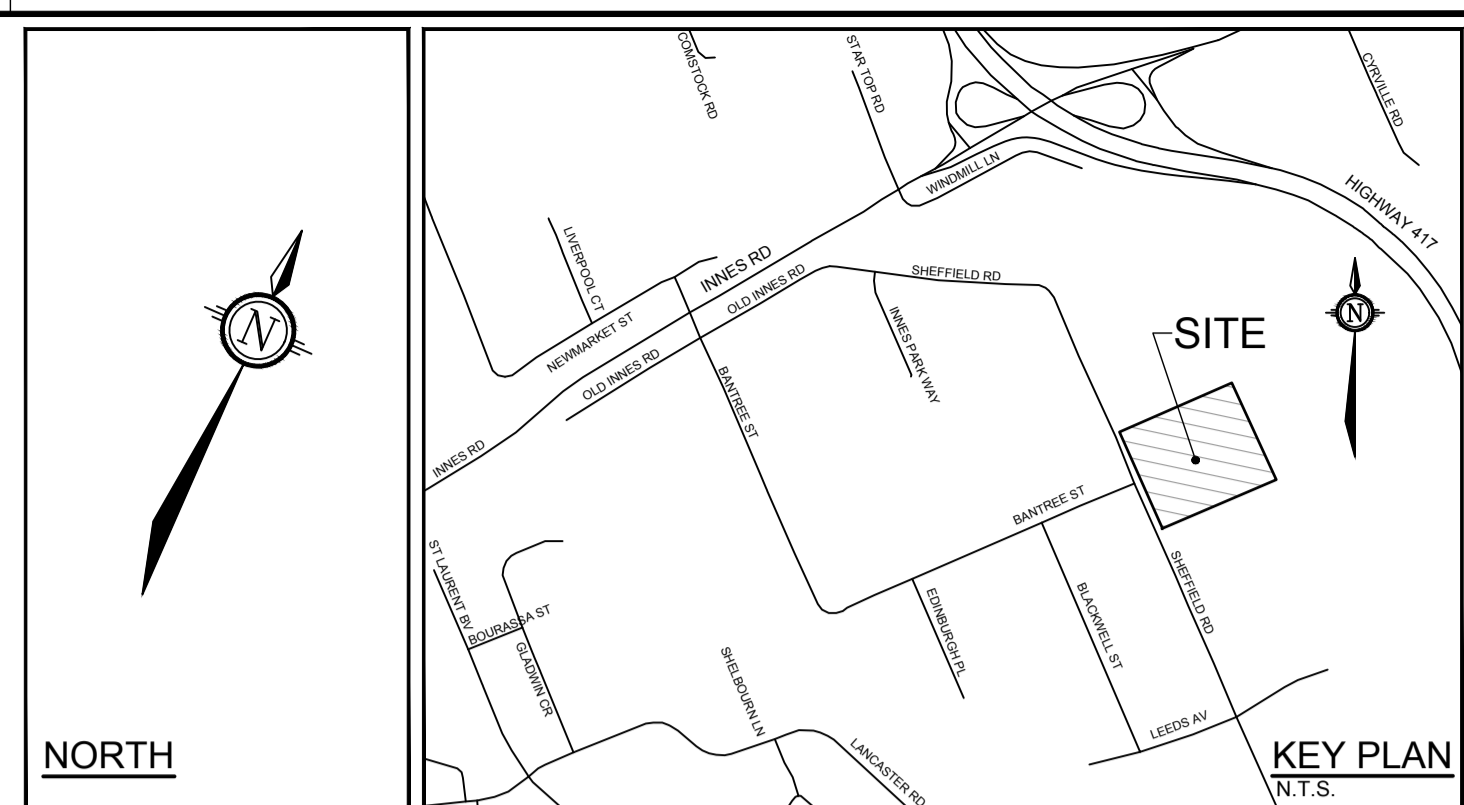 N
NORTH
COMSTOCK RD
STAR TOP RD
CYRVILLE RD
WINDMILL LN
HIGHWAY 417
LIVERPOOL CT
INNES RD
OLD INNES RD
SHEFFIELD RD
NEWMARKET ST
INNES PARK WAY
N
SITE
OLD INNES RD
BANTREE ST
INNES RD
BANTREE ST
ST LAURENT BV
BOURASSA ST
GLADWIN CR
SHELBOURN LN
EDINBURGH PL
BLACKWELL ST
SHEFFIELD RD
LEEDS AV
LANCASTER RD
KEY PLAN
N.T.S.